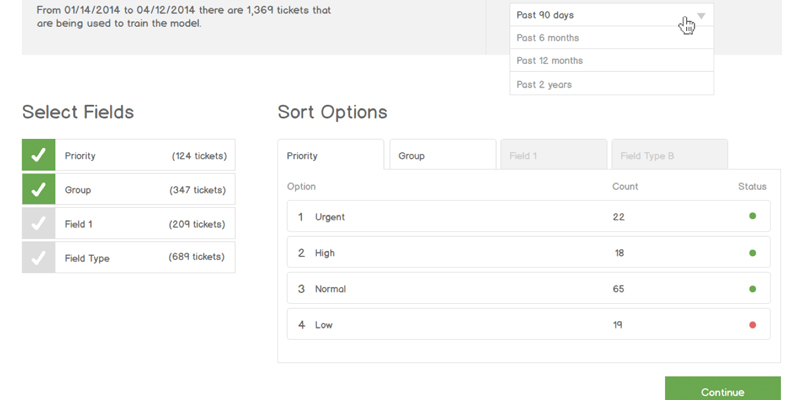 From 01/14/2014 to 04/12/2014 there are 1,369 tickets that
are being used to train the model.
Past 90 days
Past 6 months
Past 12 months
Past 2 years
Select Fields
Priority (124 tickets)
Group (347 tickets)
Field 1 (209 tickets)
Field Type (689 tickets)
Sort Options
Priority Group Field 1 Field Type B
Option Count Status
1 Urgent 22
2 High 18
3 Normal 65
4 Low 19
Continue